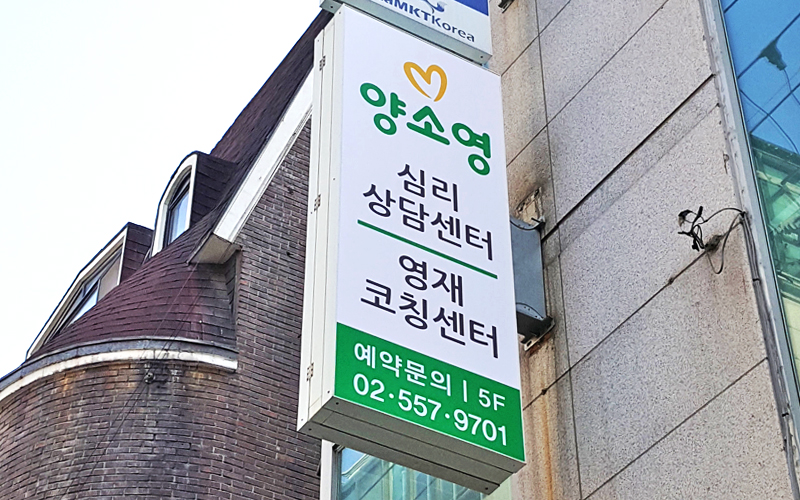 MKTKorea
양소영
심리
상담센터
영재
코칭센터
예약문의 | 5F
02·557·9701